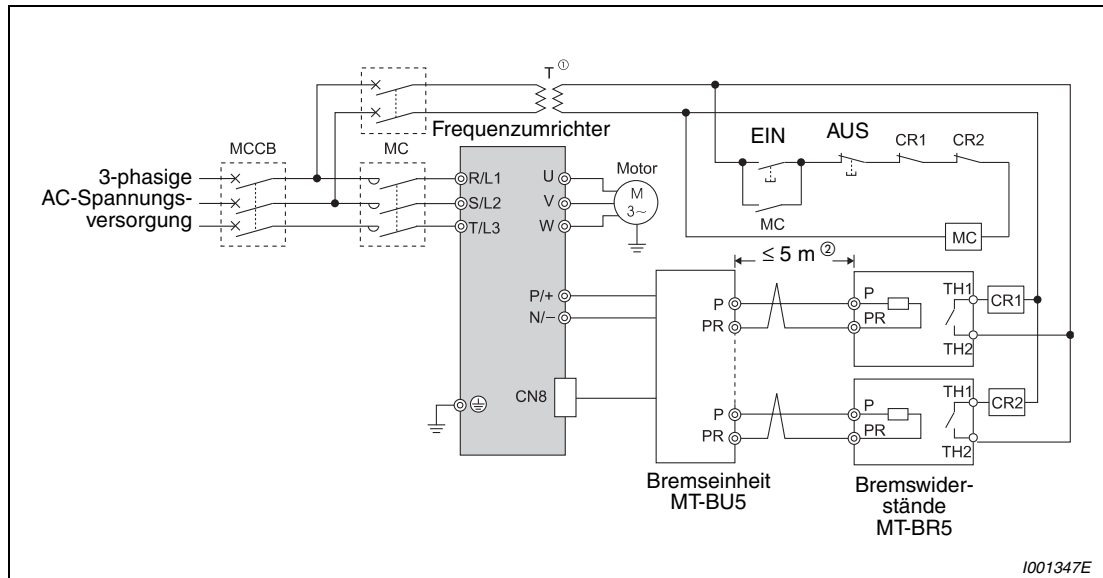 T ①
Frequenzumrichter
MCCB
MC
3-phasige
AC-Spannungs-
versorgung
R/L1
S/L2
T/L3
U
V
W
Motor
M
3~
EIN
AUS
CR1
CR2
MC
MC
≤ 5 m ②
P/+
N/−
CN8
P
PR
P
PR
TH1
TH2
CR1
P
PR
P
PR
TH1
TH2
CR2
Bremseinheit
MT-BU5
Bremswider-
stände
MT-BR5
I001347E